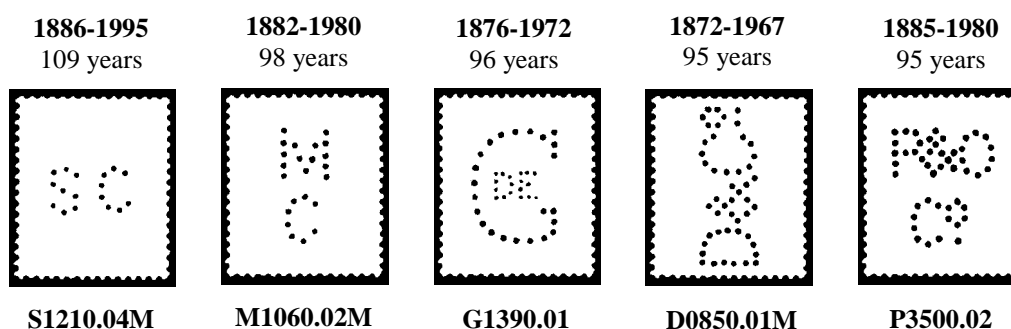 1886-1995 1882-1980 1876-1972 1872-1967 1885-1980
109 years 98 years 96 years 95 years 95 years
SC
M
C
S1210.04M M1060.02M G1390.01 D0850.01M P3500.02